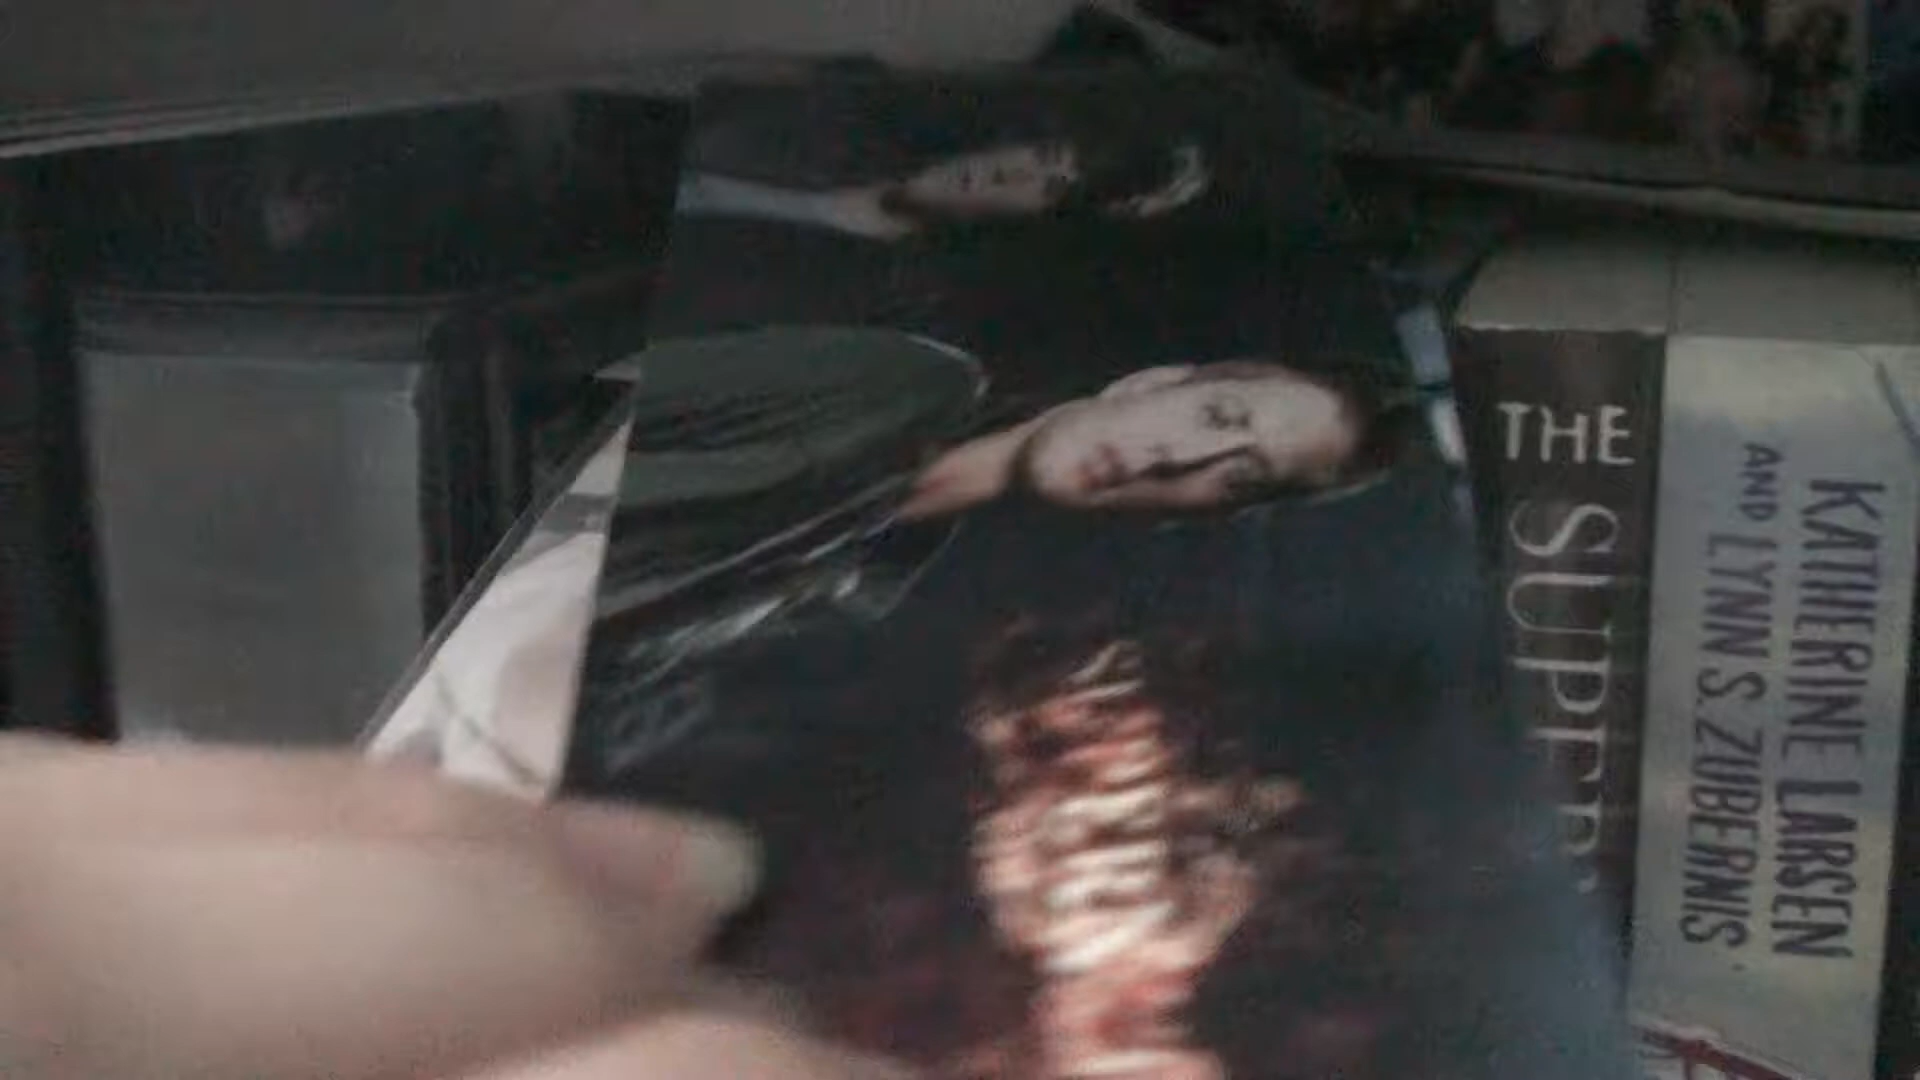 THE SUPER
KATHERINE LARSEN
AND LYNN S. ZUBERNIS